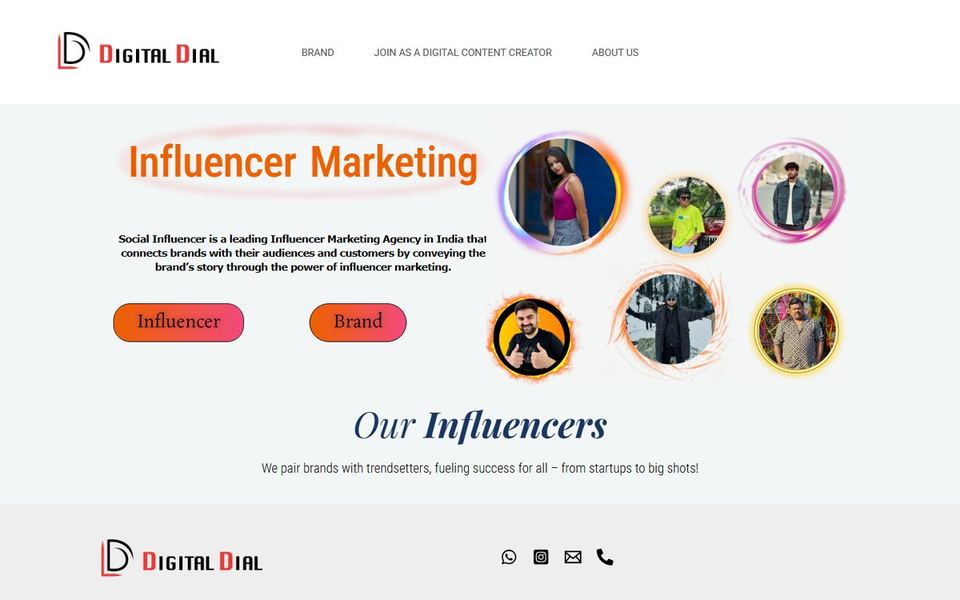 DIGITAL DIAL
BRAND
JOIN AS A DIGITAL CONTENT CREATOR
ABOUT US
Influencer Marketing
Social Influencer is a leading Influencer Marketing Agency in India that
connects brands with their audiences and customers by conveying the
brand's story through the power of influencer marketing.
Influencer
Brand
Our Influencers
We pair brands with trendsetters, fueling success for all – from startups to big shots!
DIGITAL DIAL